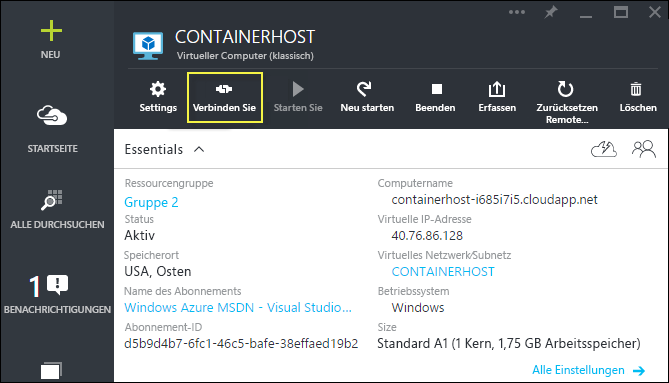 NEU
STARTSEITE
ALLE DURCHSUCHEN
1
BENACHRICHTIGUNGEN
CONTAINERHOST
Virtueller Computer (klassisch)
Settings
Verbinden Sie
Starten Sie
Neu starten
Beenden
Erfassen
Zurücksetzen
Remote...
Löschen
Essentials
Ressourcengruppe
Gruppe 2
Status
Aktiv
Speicherort
USA, Osten
Name des Abonnements
Windows Azure MSDN - Visual Studio...
Abonnement-ID
d5b9d4b7-6fc1-46c5-bafe-38effaed19b2
Computername
containerhost-i685i7i5.cloudapp.net
Virtuelle IP-Adresse
40.76.86.128
Virtuelles Netzwerk/Subnetz
CONTAINERHOST
Betriebssystem
Windows
Size
Standard A1 (1 Kern, 1,75 GB Arbeitsspeicher)
Alle Einstellungen